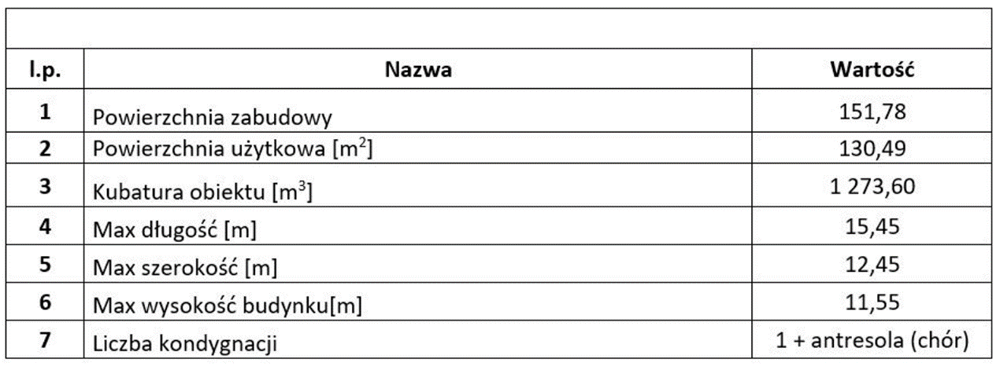 l.p. Nazwa Wartość
1 Powierzchnia zabudowy 151,78
2 Powierzchnia użytkowa [m²] 130,49
3 Kubatura obiektu [m³] 1 273,60
4 Max długość [m] 15,45
5 Max szerokość [m] 12,45
6 Max wysokość budynku[m] 11,55
7 Liczba kondygnacji 1 + antresola (chór)